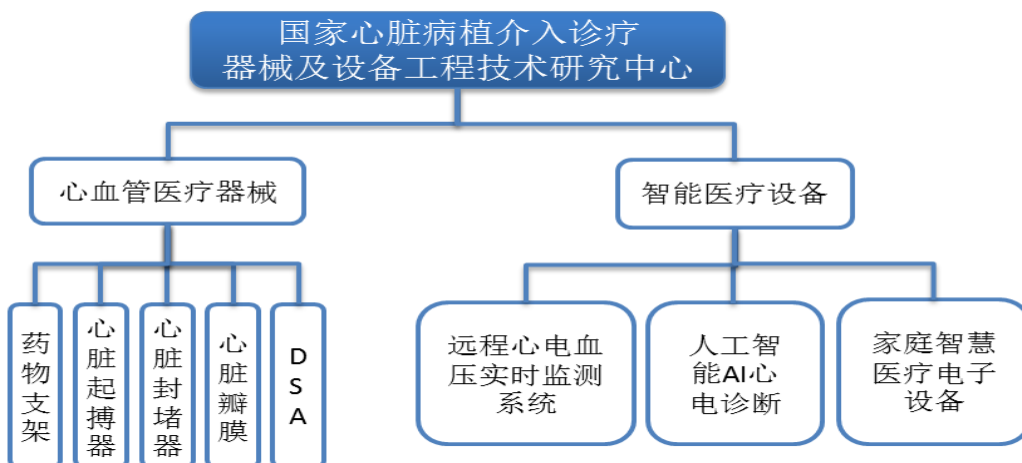 国家心脏病植介入诊疗
器械及设备工程技术研究中心
心血管医疗器械
智能医疗设备
药物支架
心脏起搏器
心脏封堵器
心脏瓣膜
DSA
远程心电血
压实时监测
系统
人工智
能AI心
电诊断
家庭智慧
医疗电子
设备